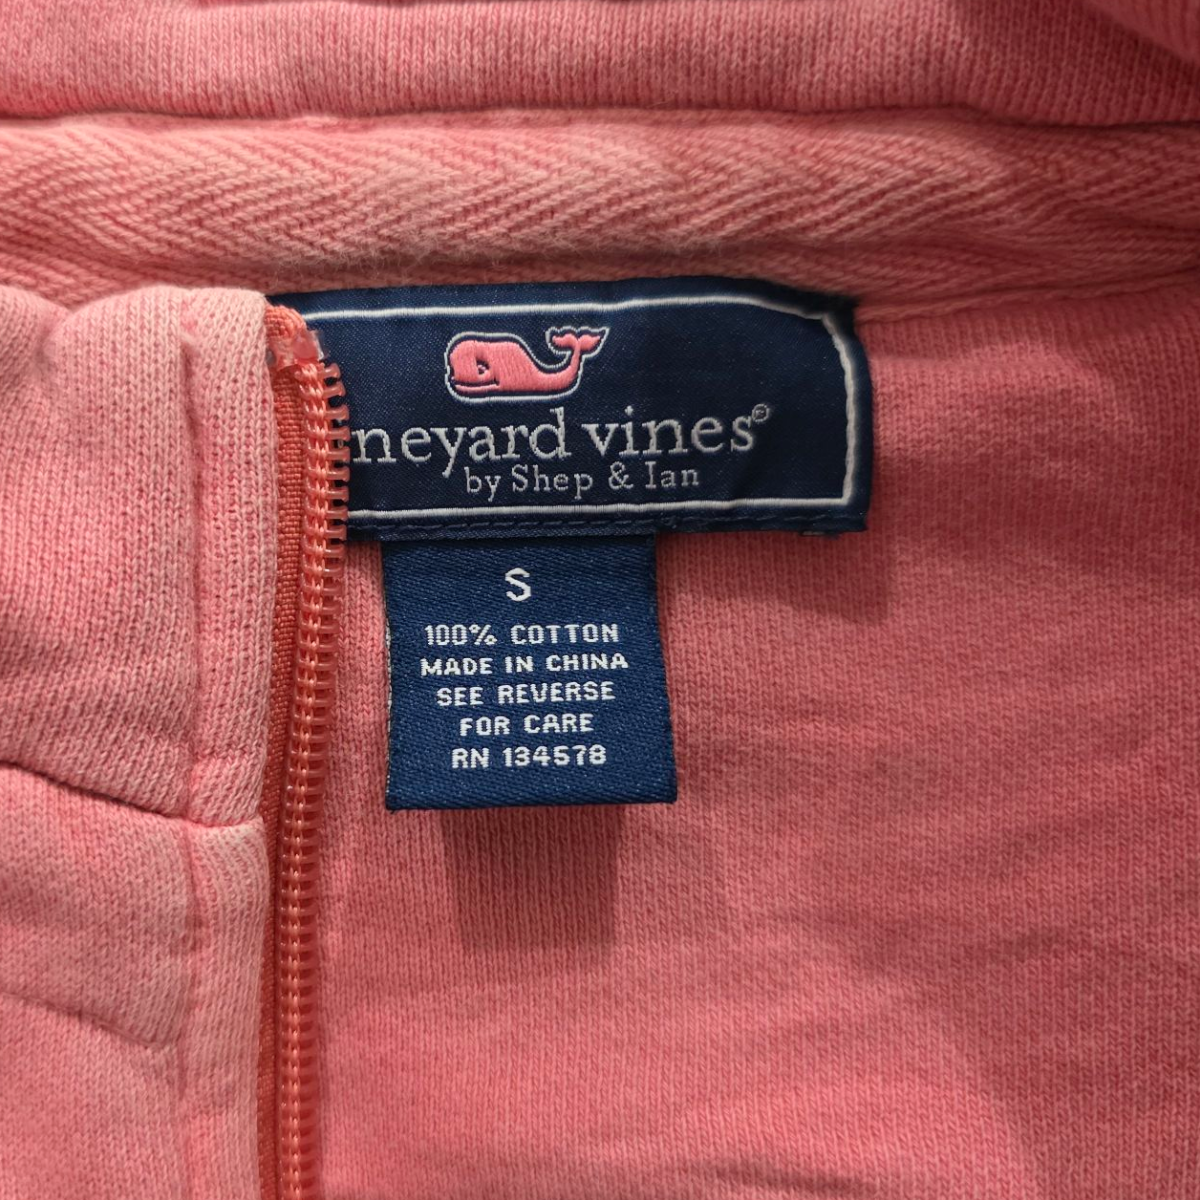 neyard vines®
by Shep & Ian
S
100% COTTON
MADE IN CHINA
SEE REVERSE
FOR CARE
RN 134578